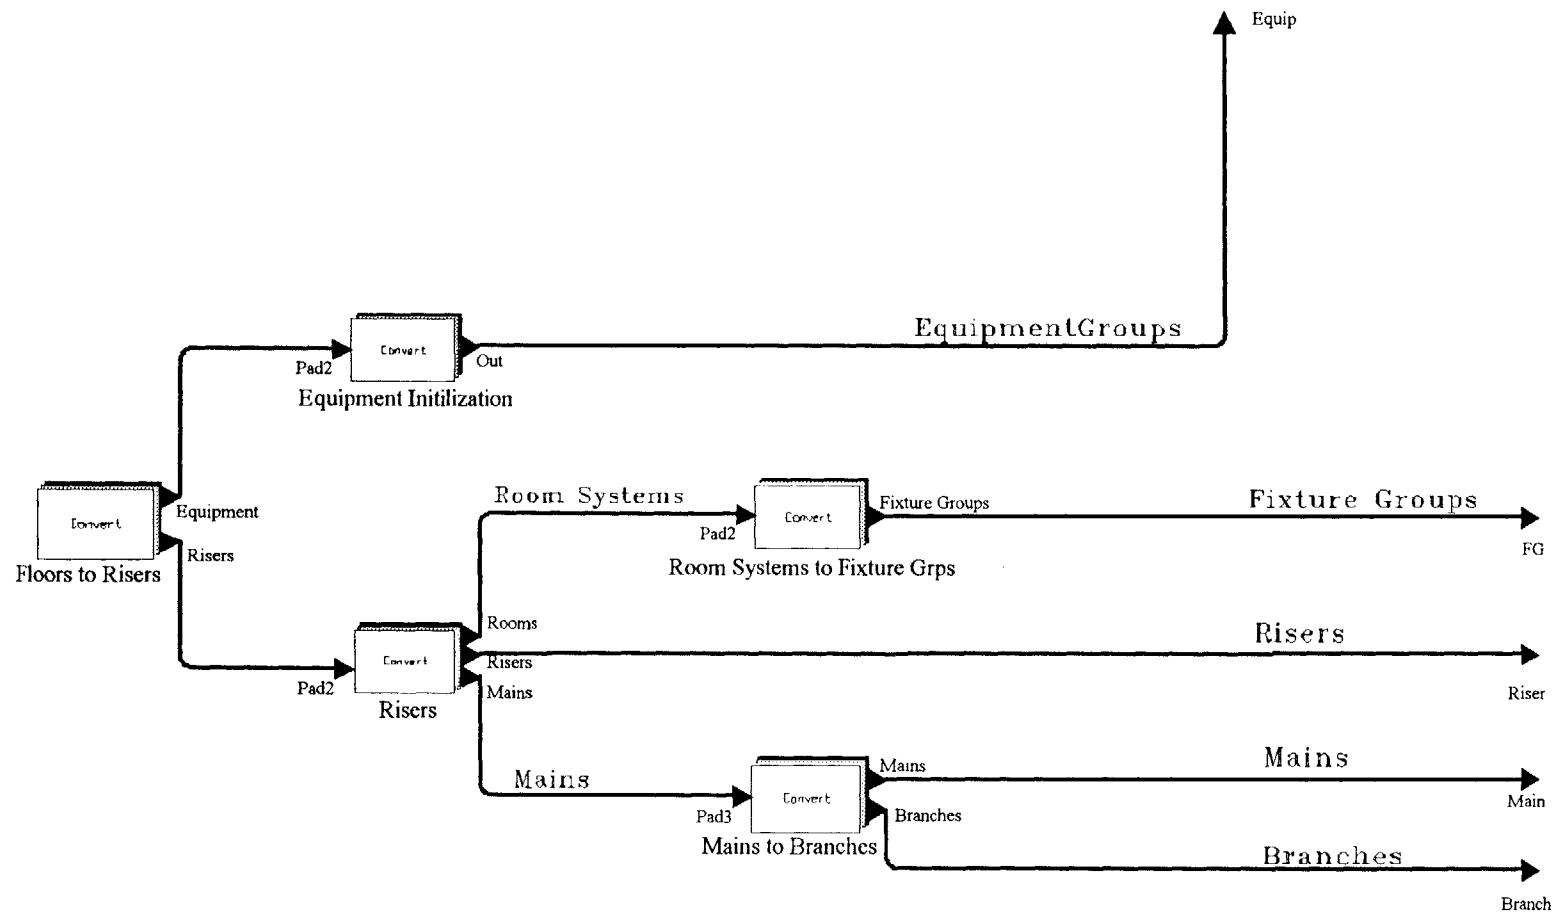 Equip
EquipmentGroups
Convert
Pad2
Out
Equipment Initilization
Room Systems
Fixture Groups
Fixture Groups
Convert
Equipment
Convert
Pad2
FG
Risers
Floors to Risers
Room Systems to Fixture Grps
Rooms
Risers
Convert
Risers
Pad2
Mains
Riser
Risers
Mains
Mains
Mains
Convert
Main
Pad3
Branches
Mains to Branches
Branches
Branch